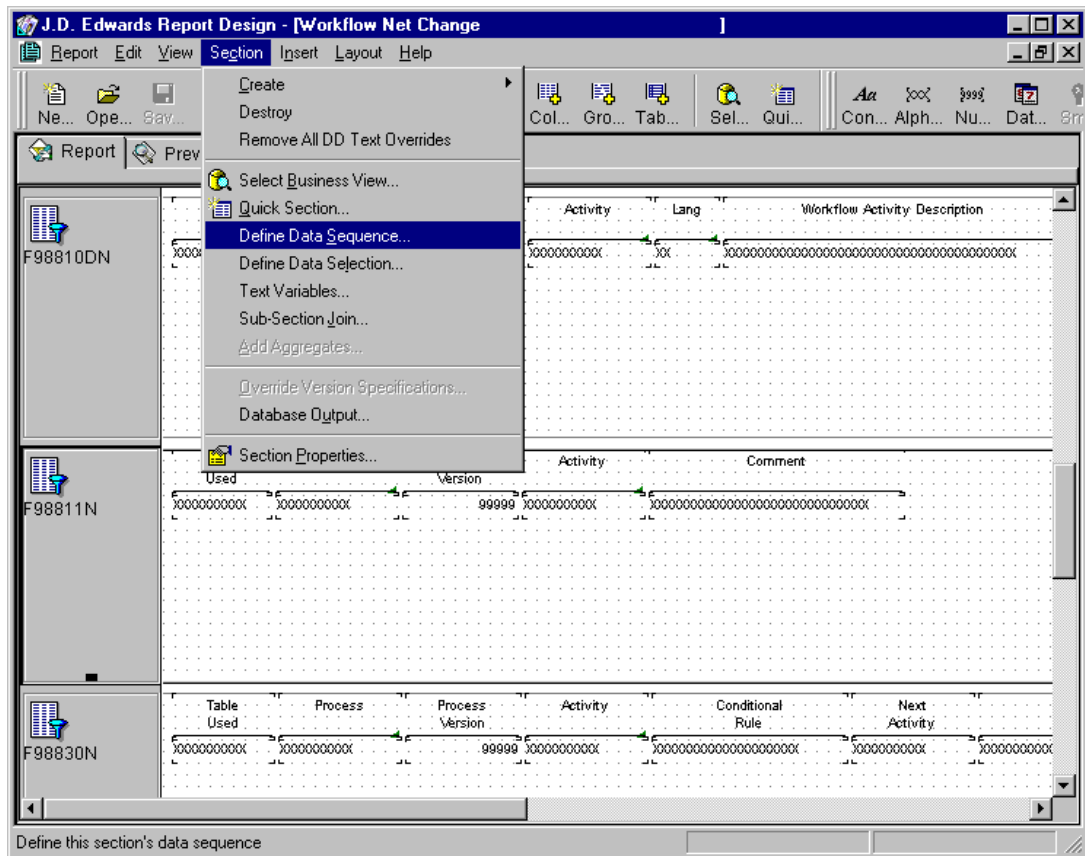 J.D. Edwards Report Design - [Workflow Net Change ]
Report Edit View Section Insert Layout Help
Ne... Ope... Sav... Col... Gro... Tab... Sel... Qui... Con... Alph... Nu... Dat... Sm
Report Prev
Create
Destroy
Remove All DD Text Overrides
Select Business View...
Quick Section...
Define Data Sequence...
Define Data Selection...
Text Variables...
Sub-Section Join...
Add Aggregates...
Override Version Specifications...
Database Output...
Section Properties...
F98810DN
Activity Lang Workflow Activity Description
F98811N
Used Version Activity Comment
99999
F98830N
Table Process Process Activity Conditional Next
Used Version Rule Activity
99999
Define this section's data sequence